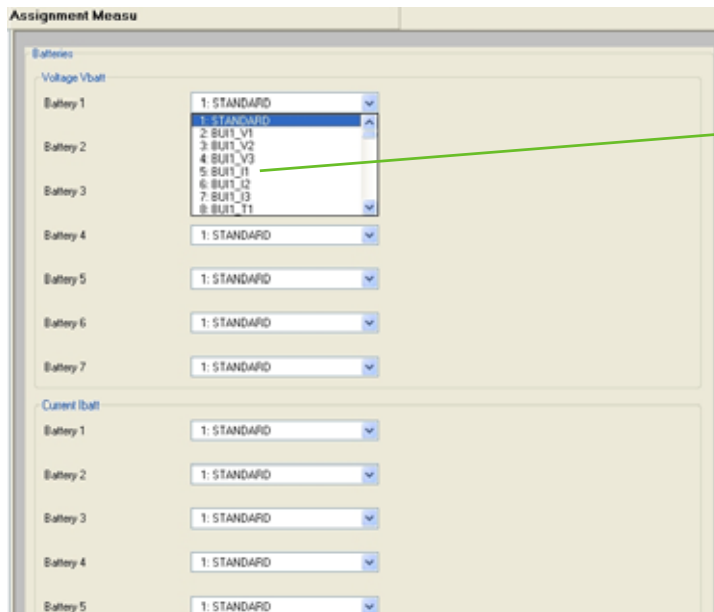 Assignment Measu
Batteries
Voltage Vbatt
Battery 1 1: STANDARD
1: STANDARD
2: BUI1_V1
Battery 2 3: BUI1_V2
4: BUI1_V3
5: BUI1_I1
6: BUI1_I2
Battery 3 7: BUI1_I3
8: BUI1_T1
Battery 4 1: STANDARD
Battery 5 1: STANDARD
Battery 6 1: STANDARD
Battery 7 1: STANDARD
Current Ibatt
Battery 1 1: STANDARD
Battery 2 1: STANDARD
Battery 3 1: STANDARD
Battery 4 1: STANDARD
Battery 5 1: STANDARD